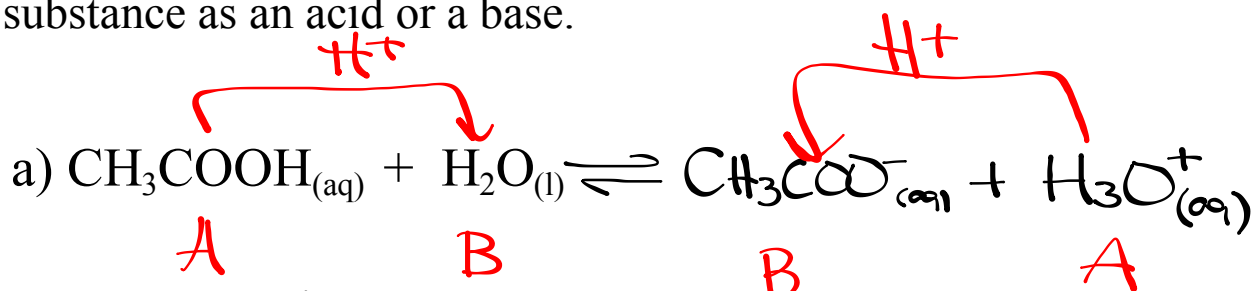 substance as an acid or a base.
H+ H+
a) CH₃COOH(aq) + H₂O(l) ⇌ CH₃COO⁻(aq) + H₃O⁺(aq)
A B B A